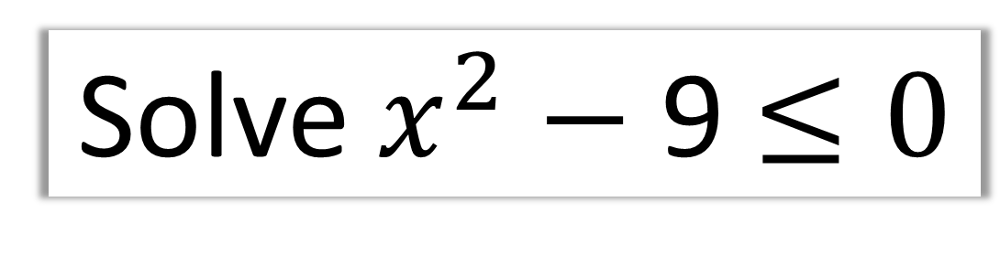 Solve x² − 9 ≤ 0